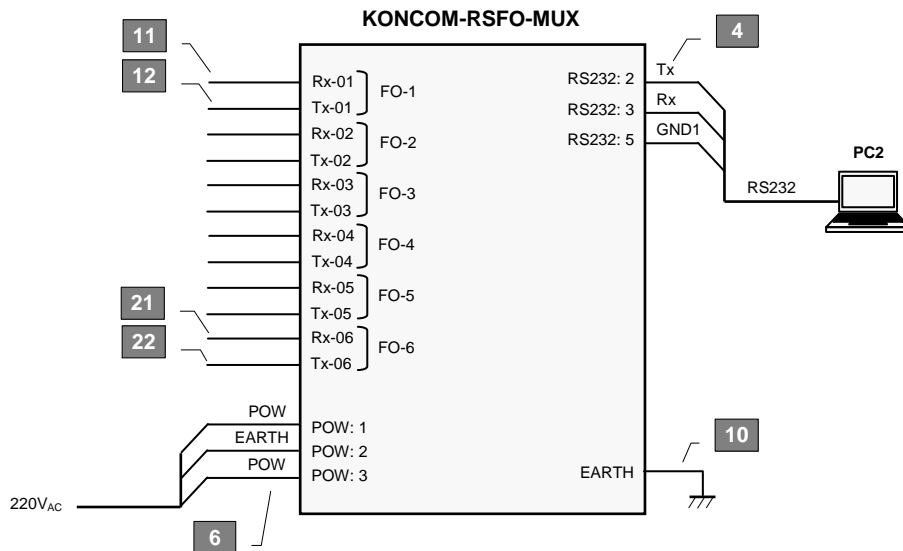 KONCOM-RSFO-MUX
11
12
Rx-01
Tx-01
FO-1
Rx-02
Tx-02
FO-2
Rx-03
Tx-03
FO-3
Rx-04
Tx-04
FO-4
Rx-05
Tx-05
FO-5
21
22
Rx-06
Tx-06
FO-6
POW
POW: 1
EARTH
POW: 2
POW
POW: 3
220VAC
6
4
RS232: 2
Tx
RS232: 3
Rx
RS232: 5
GND1
RS232
PC2
10
EARTH